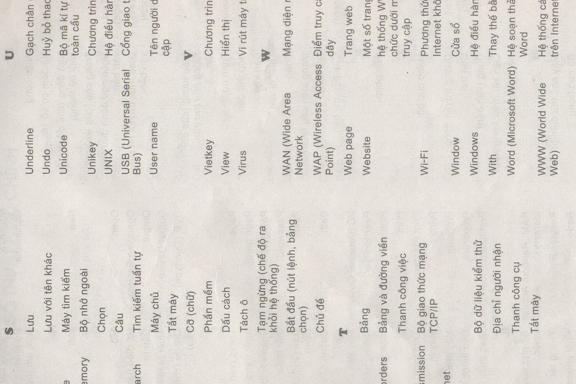 S
Lưu
Lưu với tên khác
Máy tìm kiếm
Bộ nhớ ngoài
Chọn
Câu
Tìm kiếm tuần tự
Máy chủ
Tắt máy
Cỡ (chữ)
Phần mềm
Dấu cách
Tách ô
Tạm ngừng (chế độ ra
khỏi hệ thống)
Bắt đầu (nút lệnh, bảng
chọn)
Chủ đề
T
Bảng
Bảng và đường viền
Thanh công việc
Bộ giao thức mạng
TCP/IP
Bộ dữ liệu kiểm thử
Địa chỉ người nhận
Thanh công cụ
Tắt máy
U
Underline Gạch chân
Undo Huỷ bỏ thao
Unicode Bộ mã kí tự
toàn cầu
Unikey Chương trìn
UNIX Hệ điều hàn
USB (Universal Serial Cổng giao t
Bus)
User name Tên người d
cập
V
Vietkey Chương trìn
View Hiển thị
Virus Vi rút máy t
W
WAN (Wide Area Mạng diện r
Network
WAP (Wireless Access Điểm truy c
Point) dây
Web page Trang web
Website Một số trang
hệ thống W
chức dưới m
truy cập
Wi-Fi Phương thứ
Internet khô
Window Cửa sổ
Windows Hệ điều hàn
With Thay thế bằ
Word (Microsoft Word) Hệ soạn thả
Word
WWW (World Wide Hệ thống cá
Web) trên Internet